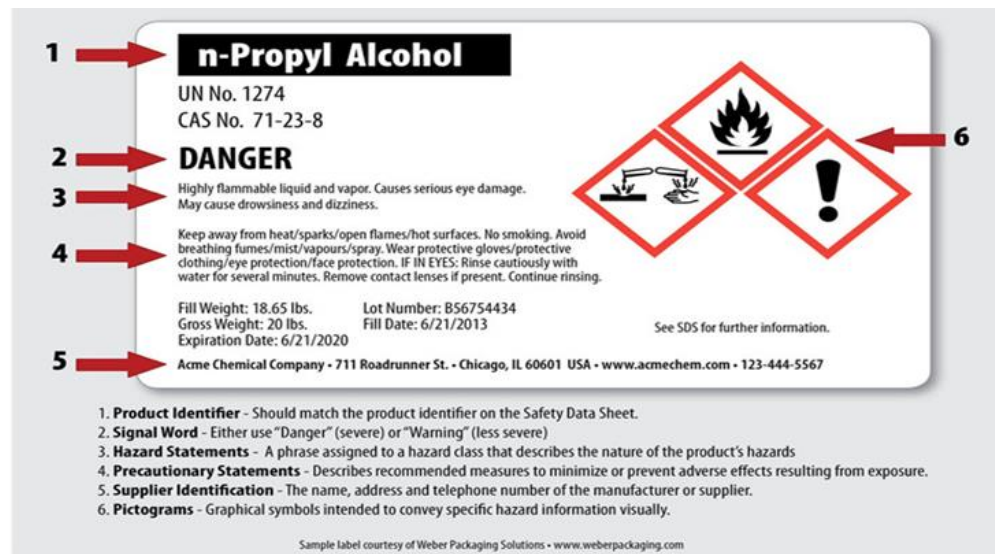 1
n-Propyl Alcohol
UN No. 1274
CAS No. 71-23-8
2
DANGER
6
3
Highly flammable liquid and vapor. Causes serious eye damage.
May cause drowsiness and dizziness.
4
Keep away from heat/sparks/open flames/hot surfaces. No smoking. Avoid
breathing fumes/mist/vapours/spray. Wear protective gloves/protective
clothing/eye protection/face protection. IF IN EYES: Rinse cautiously with
water for several minutes. Remove contact lenses if present. Continue rinsing.
Fill Weight: 18.65 lbs. Lot Number: B56754434
Gross Weight: 20 lbs. Fill Date: 6/21/2013
Expiration Date: 6/21/2020
See SDS for further information.
5
Acme Chemical Company • 711 Roadrunner St. • Chicago, IL 60601 USA • www.acmechem.com • 123-444-5567
1. Product Identifier - Should match the product identifier on the Safety Data Sheet.
2. Signal Word - Either use "Danger" (severe) or "Warning" (less severe)
3. Hazard Statements - A phrase assigned to a hazard class that describes the nature of the product's hazards
4. Precautionary Statements - Describes recommended measures to minimize or prevent adverse effects resulting from exposure.
5. Supplier Identification - The name, address and telephone number of the manufacturer or supplier.
6. Pictograms - Graphical symbols intended to convey specific hazard information visually.
Sample label courtesy of Weber Packaging Solutions • www.weberpackaging.com